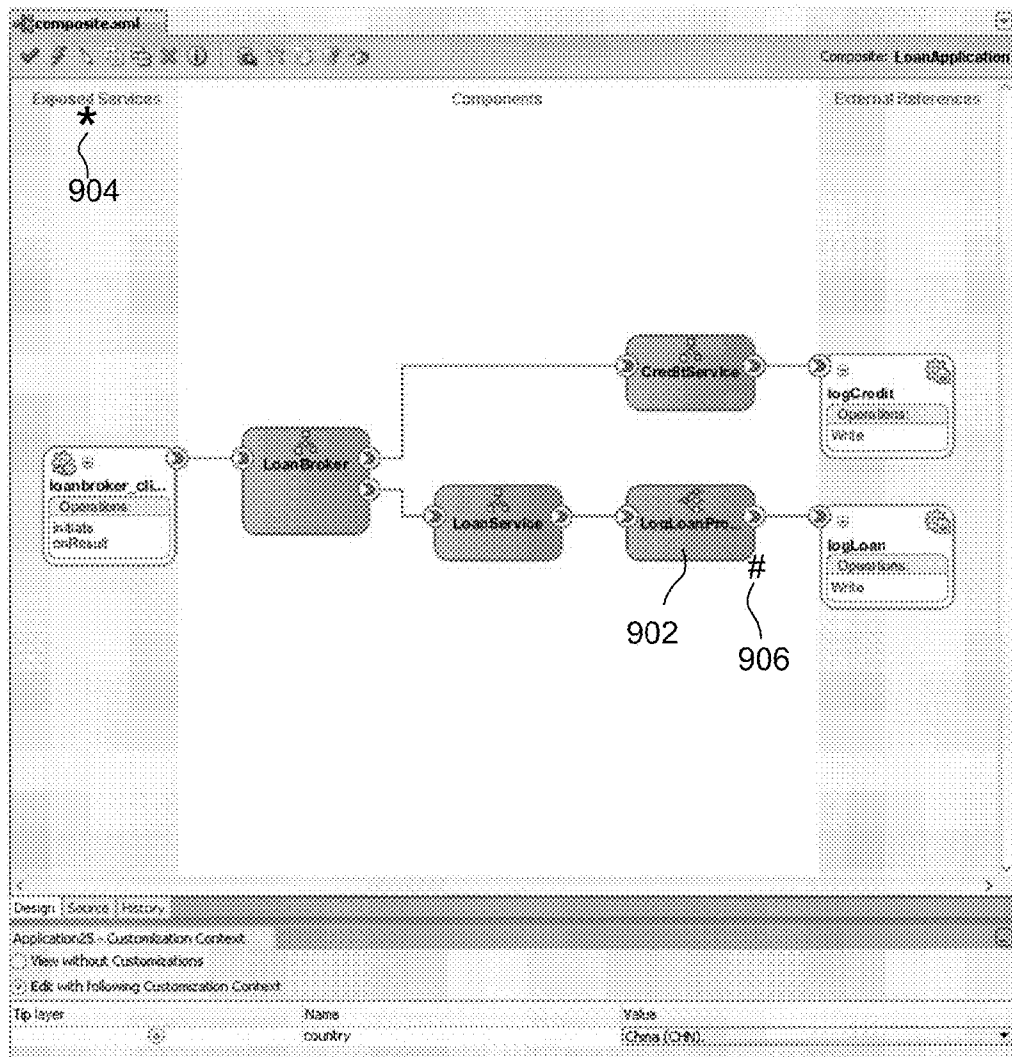 composite.xml
Composite: LoanApplication
Exposed Services
Components
External References
*
904
CreditService
logCredit
Operations
Write
LoanBroker
loanbroker_cli...
Operations
initiate
onResult
LoanService
LogLoanPro...
logLoan
Operations
Write
#
902
906
Design Source History
Application25 - Customization Context
View without Customizations
Edit with following Customization Context
Tip layer Name Value
country China (CHN)